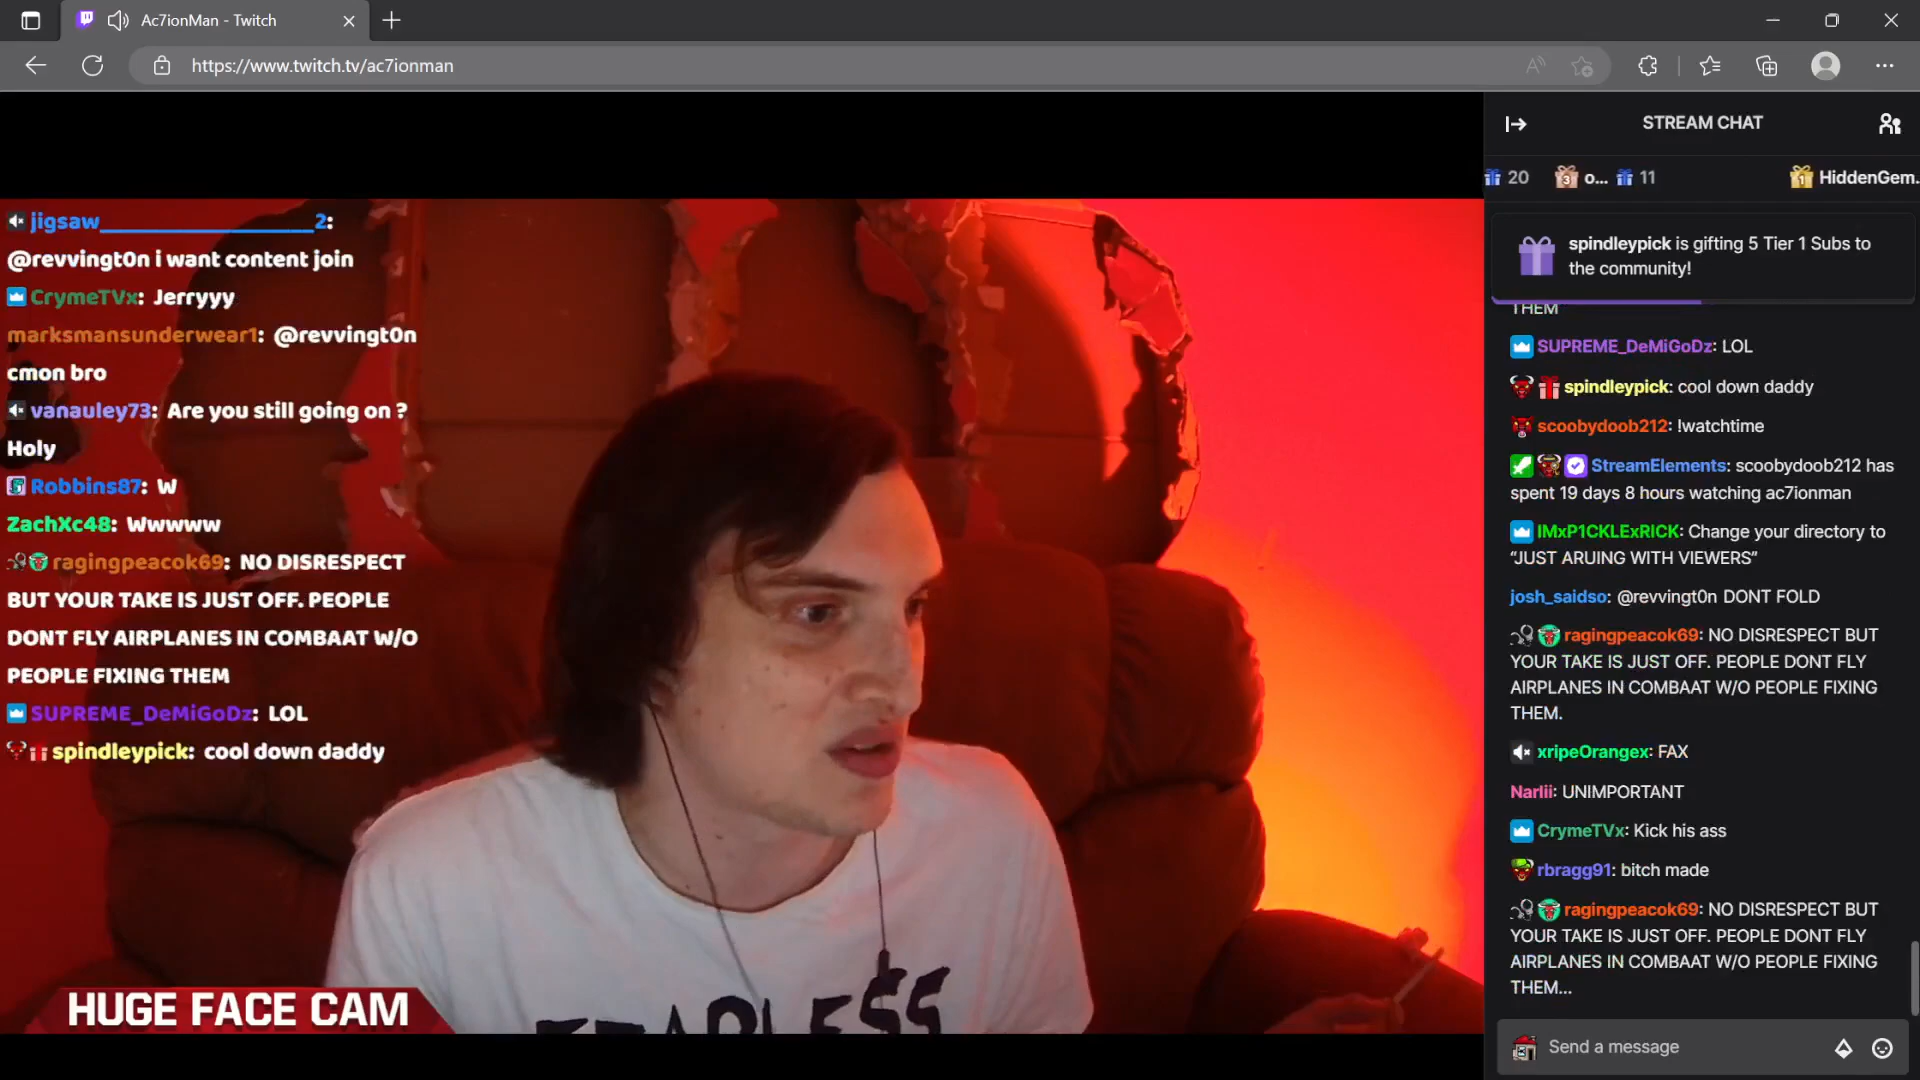 Ac7ionMan - Twitch
https://www.twitch.tv/ac7ionman
jigsaw__________________2:
@revvingt0n i want content join
CrymeTVx: Jerryyy
marksmansunderwear1: @revvingt0n
cmon bro
vanauley73: Are you still going on ?
Holy
Robbins87: W
ZachXc48: Wwwww
ragingpeacok69: NO DISRESPECT
BUT YOUR TAKE IS JUST OFF. PEOPLE
DONT FLY AIRPLANES IN COMBAAT W/O
PEOPLE FIXING THEM
SUPREME_DeMiGoDz: LOL
spindleypick: cool down daddy
HUGE FACE CAM
STREAM CHAT
20 3 o... 11 1 HiddenGem.
spindleypick is gifting 5 Tier 1 Subs to
the community!
THEM
SUPREME_DeMiGoDz: LOL
spindleypick: cool down daddy
scoobydoob212: !watchtime
StreamElements: scoobydoob212 has
spent 19 days 8 hours watching ac7ionman
IMxP1CKLExRICK: Change your directory to
“JUST ARUING WITH VIEWERS”
josh_saidso: @revvingt0n DONT FOLD
ragingpeacok69: NO DISRESPECT BUT
YOUR TAKE IS JUST OFF. PEOPLE DONT FLY
AIRPLANES IN COMBAAT W/O PEOPLE FIXING
THEM.
xripeOrangex: FAX
Narlii: UNIMPORTANT
CrymeTVx: Kick his ass
rbragg91: bitch made
ragingpeacok69: NO DISRESPECT BUT
YOUR TAKE IS JUST OFF. PEOPLE DONT FLY
AIRPLANES IN COMBAAT W/O PEOPLE FIXING
THEM...
Send a message